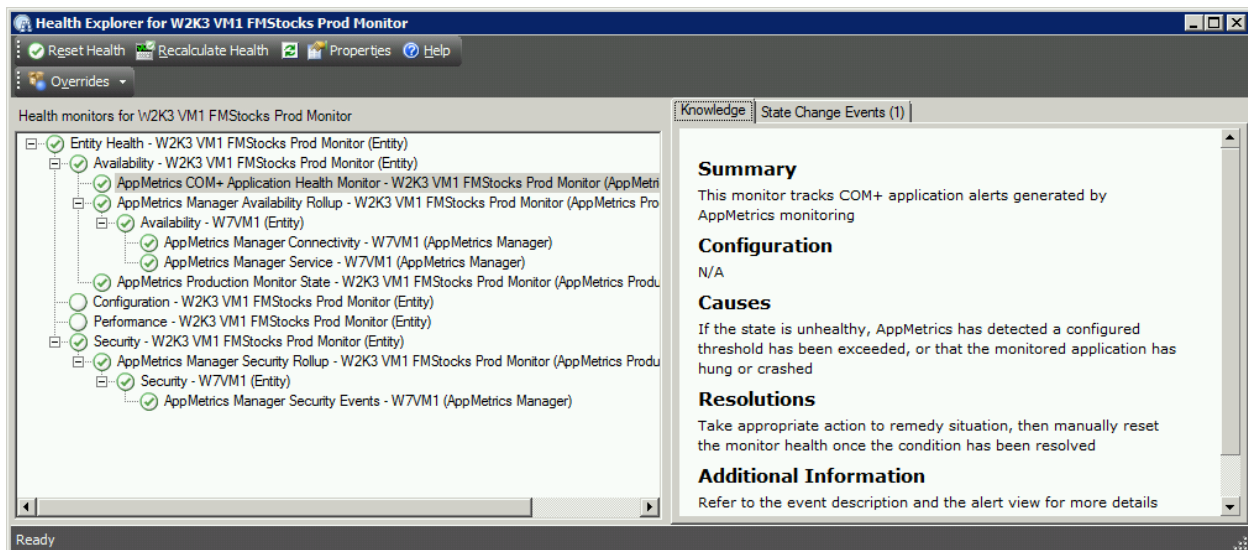 Health Explorer for W2K3 VM1 FMStocks Prod Monitor
Reset Health Recalculate Health Properties Help
Overrides
Health monitors for W2K3 VM1 FMStocks Prod Monitor
Entity Health - W2K3 VM1 FMStocks Prod Monitor (Entity)
Availability - W2K3 VM1 FMStocks Prod Monitor (Entity)
AppMetrics COM+ Application Health Monitor - W2K3 VM1 FMStocks Prod Monitor (AppMetri
AppMetrics Manager Availability Rollup - W2K3 VM1 FMStocks Prod Monitor (AppMetrics Pro
Availability - W7VM1 (Entity)
AppMetrics Manager Connectivity - W7VM1 (AppMetrics Manager)
AppMetrics Manager Service - W7VM1 (AppMetrics Manager)
AppMetrics Production Monitor State - W2K3 VM1 FMStocks Prod Monitor (AppMetrics Produ
Configuration - W2K3 VM1 FMStocks Prod Monitor (Entity)
Performance - W2K3 VM1 FMStocks Prod Monitor (Entity)
Security - W2K3 VM1 FMStocks Prod Monitor (Entity)
AppMetrics Manager Security Rollup - W2K3 VM1 FMStocks Prod Monitor (AppMetrics Produ
Security - W7VM1 (Entity)
AppMetrics Manager Security Events - W7VM1 (AppMetrics Manager)
Knowledge State Change Events (1)
Summary
This monitor tracks COM+ application alerts generated by
AppMetrics monitoring
Configuration
N/A
Causes
If the state is unhealthy, AppMetrics has detected a configured
threshold has been exceeded, or that the monitored application has
hung or crashed
Resolutions
Take appropriate action to remedy situation, then manually reset
the monitor health once the condition has been resolved
Additional Information
Refer to the event description and the alert view for more details
Ready